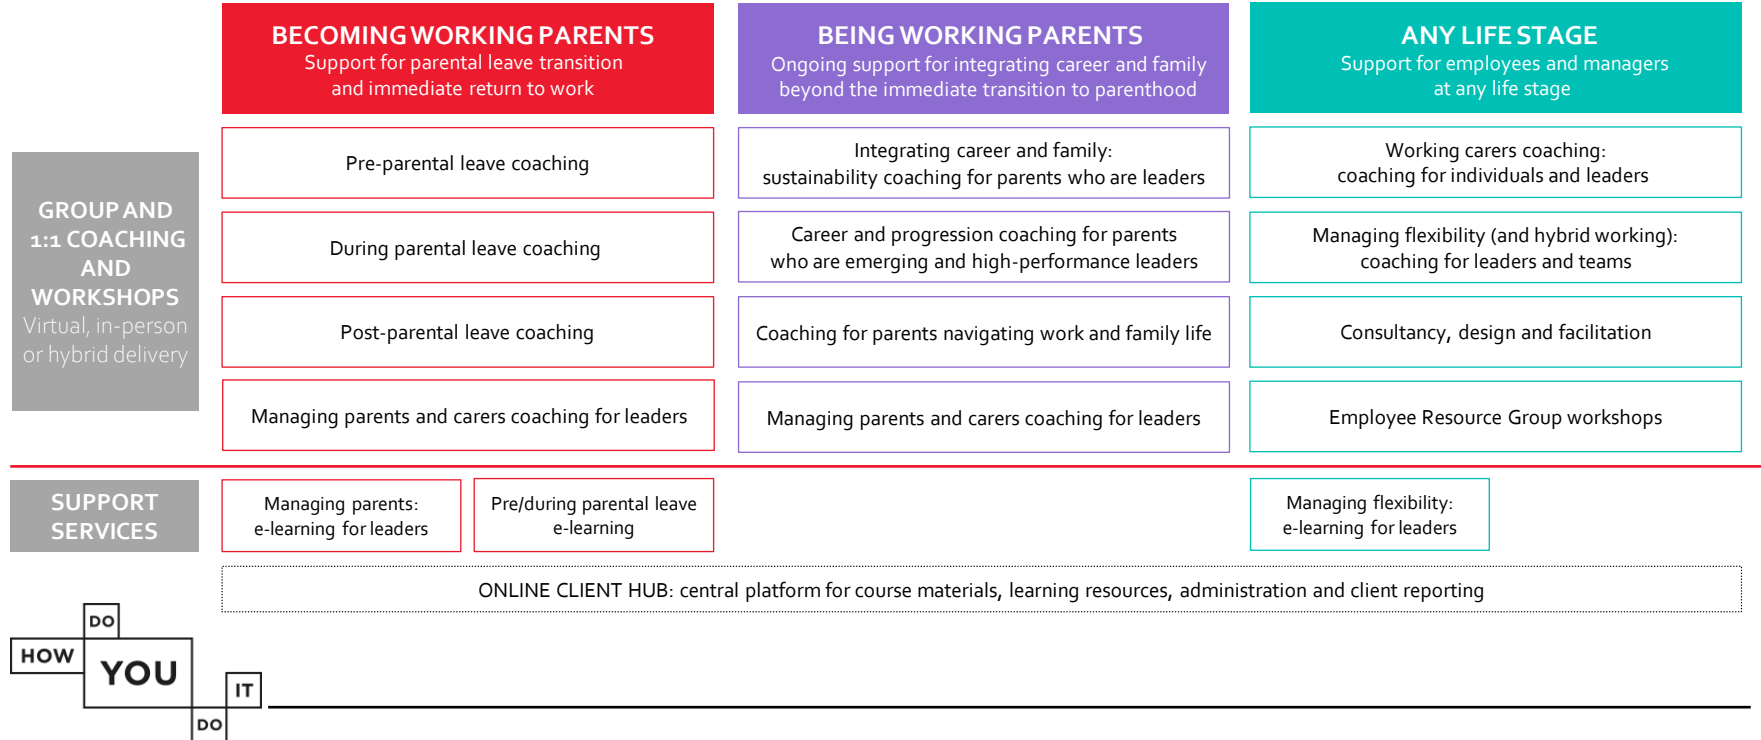 BECOMING WORKING PARENTS
Support for parental leave transition
and immediate return to work
BEING WORKING PARENTS
Ongoing support for integrating career and family
beyond the immediate transition to parenthood
ANY LIFE STAGE
Support for employees and managers
at any life stage
GROUP AND
1:1 COACHING
AND
WORKSHOPS
Virtual, in-person
or hybrid delivery
Pre-parental leave coaching
Integrating career and family:
sustainability coaching for parents who are leaders
Working carers coaching:
coaching for individuals and leaders
During parental leave coaching
Career and progression coaching for parents
who are emerging and high-performance leaders
Managing flexibility (and hybrid working):
coaching for leaders and teams
Post-parental leave coaching
Coaching for parents navigating work and family life
Consultancy, design and facilitation
Managing parents and carers coaching for leaders
Managing parents and carers coaching for leaders
Employee Resource Group workshops
SUPPORT
SERVICES
Managing parents:
e-learning for leaders
Pre/during parental leave
e-learning
Managing flexibility:
e-learning for leaders
ONLINE CLIENT HUB: central platform for course materials, learning resources, administration and client reporting
HOW
DO
YOU
DO
IT